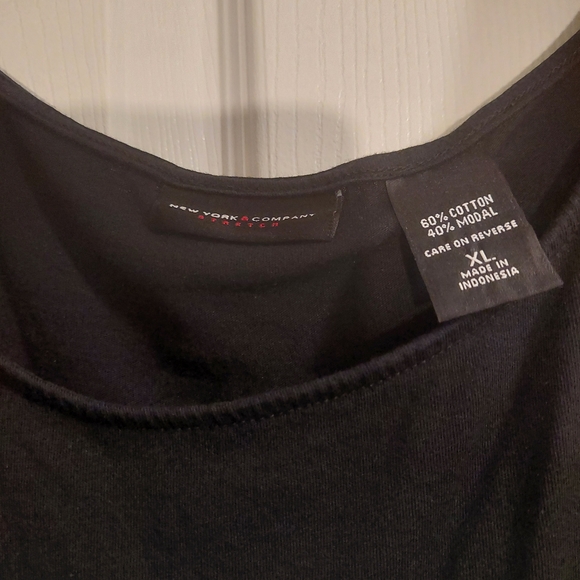 NEW YORK & COMPANY
STRETCH
60% COTTON
40% MODAL
CARE ON REVERSE
XL
MADE IN
INDONESIA